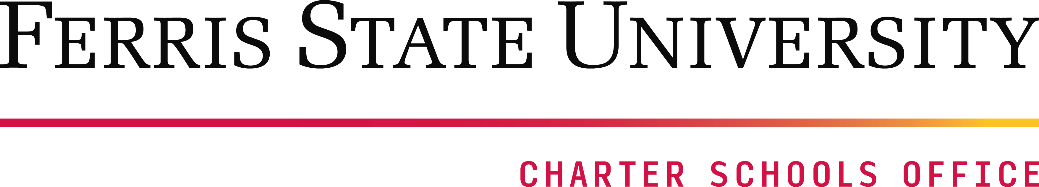 FERRIS STATE UNIVERSITY
CHARTER SCHOOLS OFFICE